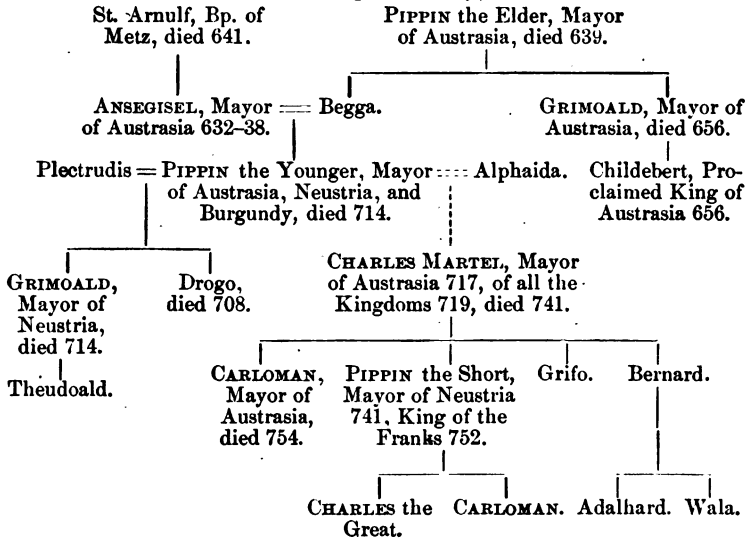 St. Arnulf, Bp. of
Metz, died 641.
PIPPIN the Elder, Mayor
of Austrasia, died 639.
ANSEGISEL, Mayor
of Austrasia 632–38.
Begga.
GRIMOALD, Mayor of
Austrasia, died 656.
Plectrudis = PIPPIN the Younger, Mayor
of Austrasia, Neustria, and
Burgundy, died 714.
Alphaida.
Childebert, Pro-
claimed King of
Austrasia 656.
GRIMOALD,
Mayor of
Neustria,
died 714.
Drogo,
died 708.
CHARLES MARTEL, Mayor
of Austrasia 717, of all the
Kingdoms 719, died 741.
Theudoald.
CARLOMAN,
Mayor of
Austrasia,
died 754.
PIPPIN the Short,
Mayor of Neustria
741, King of the
Franks 752.
Grifo.
Bernard.
CHARLES the
Great.
CARLOMAN.
Adalhard.
Wala.